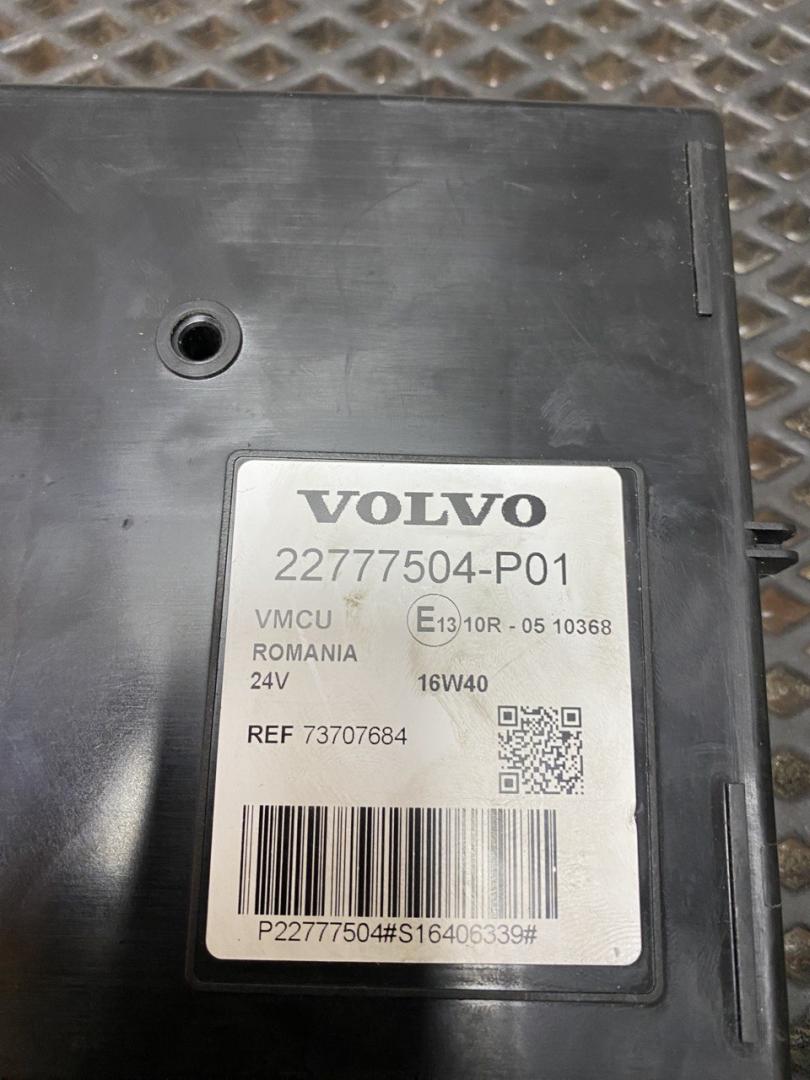 VOLVO
22777504-P01
VMCU E13 10R - 05 10368
ROMANIA
24V 16W40
REF 73707684
P22777504#S16406339#